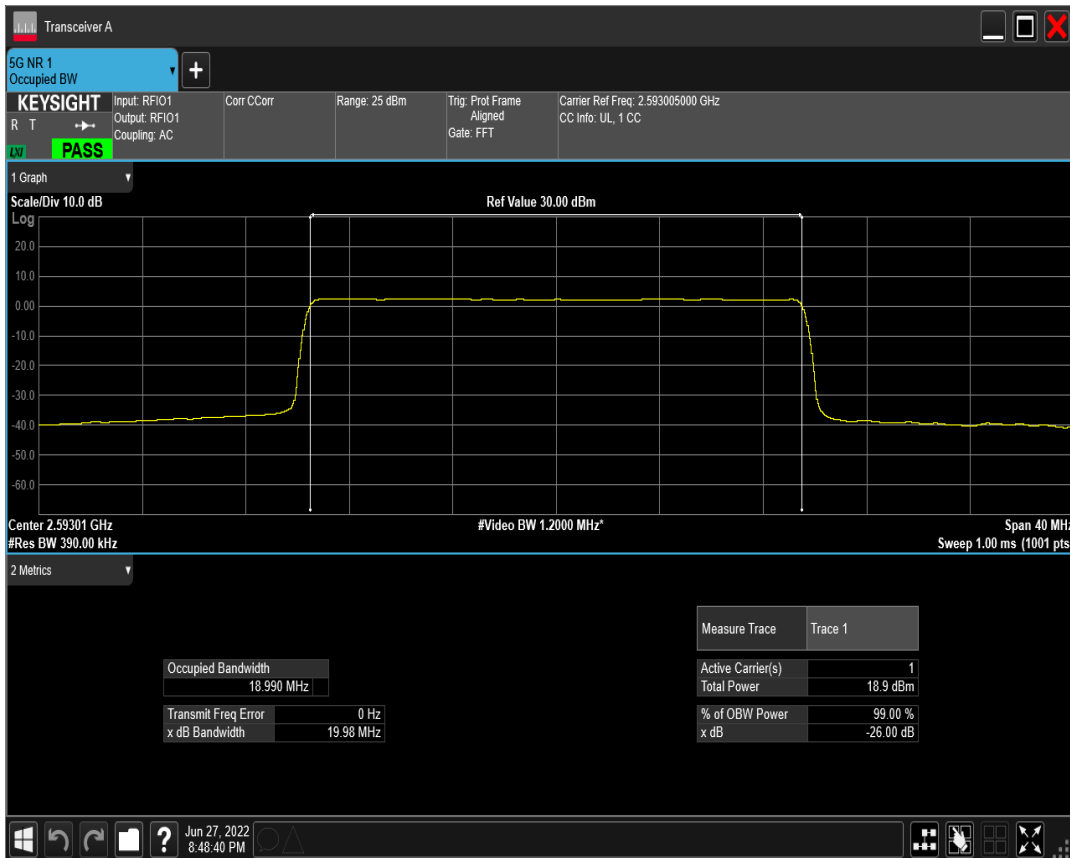 Transceiver A
5G NR 1
Occupied BW
KEYSIGHT
R T
LXI
PASS
Input: RFIO1
Output: RFIO1
Coupling: AC
Corr CCorr
Range: 25 dBm
Trig: Prot Frame
Aligned
Gate: FFT
Carrier Ref Freq: 2.593005000 GHz
CC Info: UL, 1 CC
1 Graph
Scale/Div 10.0 dB
Ref Value 30.00 dBm
Log
20.0
10.0
0.00
-10.0
-20.0
-30.0
-40.0
-50.0
-60.0
Center 2.59301 GHz
#Video BW 1.2000 MHz*
Span 40 MHz
#Res BW 390.00 kHz
Sweep 1.00 ms (1001 pts
2 Metrics
Measure Trace Trace 1
Occupied Bandwidth
18.990 MHz
Active Carrier(s) 1
Total Power 18.9 dBm
Transmit Freq Error 0 Hz
x dB Bandwidth 19.98 MHz
% of OBW Power 99.00 %
x dB -26.00 dB
?
Jun 27, 2022
8:48:40 PM